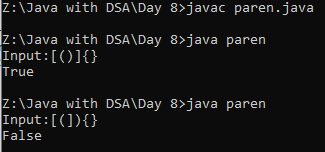 Z:\Java with DSA\Day 8>javac paren.java
Z:\Java with DSA\Day 8>java paren
Input:[()]{}
True
Z:\Java with DSA\Day 8>java paren
Input:[(]){}
False